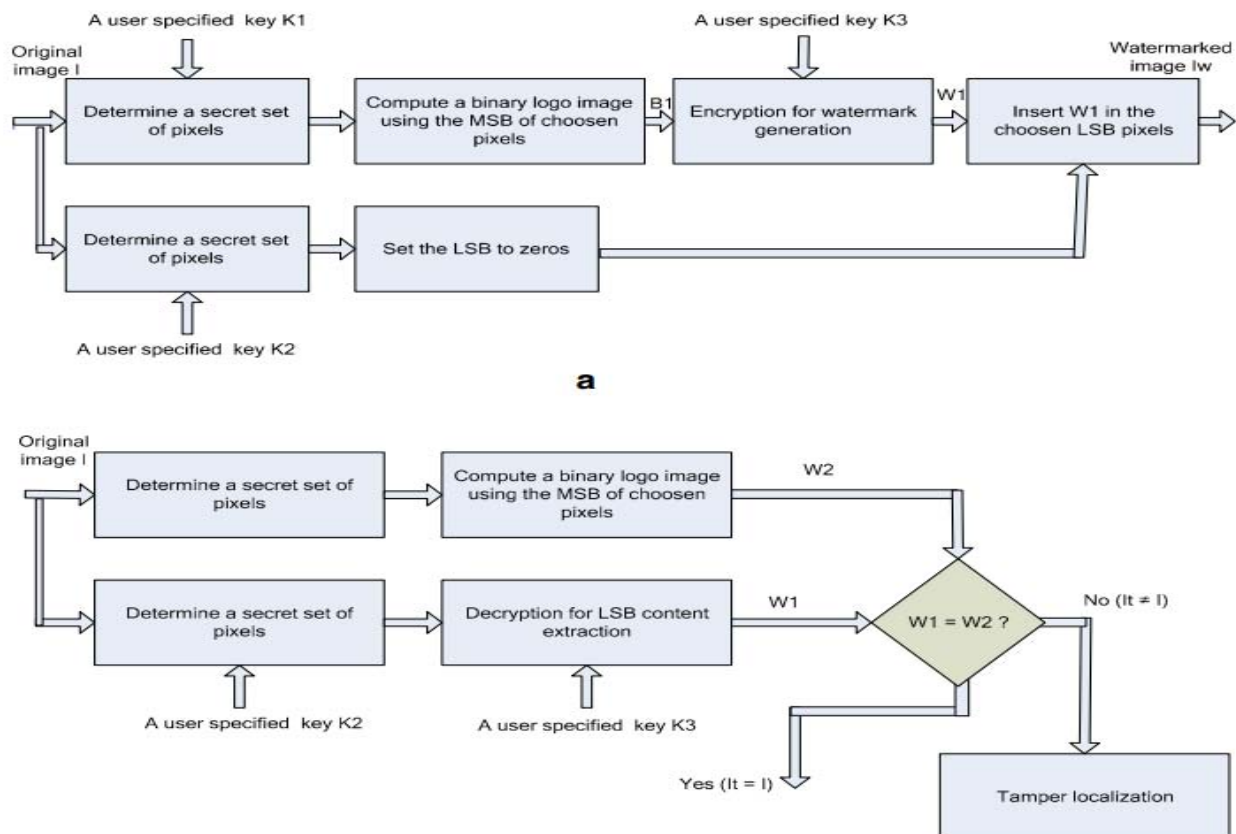 A user specified key K1
A user specified key K3
Original
image I
Watermarked
image Iw
Determine a secret set
of pixels
Compute a binary logo image
using the MSB of choosen
pixels
B1
Encryption for watermark
generation
W1
Insert W1 in the
choosen LSB pixels
Determine a secret set
of pixels
Set the LSB to zeros
A user specified key K2
a
Original
image I
Determine a secret set of
pixels
Compute a binary logo image
using the MSB of choosen
pixels
W2
Determine a secret set of
pixels
Decryption for LSB content
extraction
W1
W1 = W2 ?
No (It ≠ I)
A user specified key K2
A user specified key K3
Yes (It = I)
Tamper localization